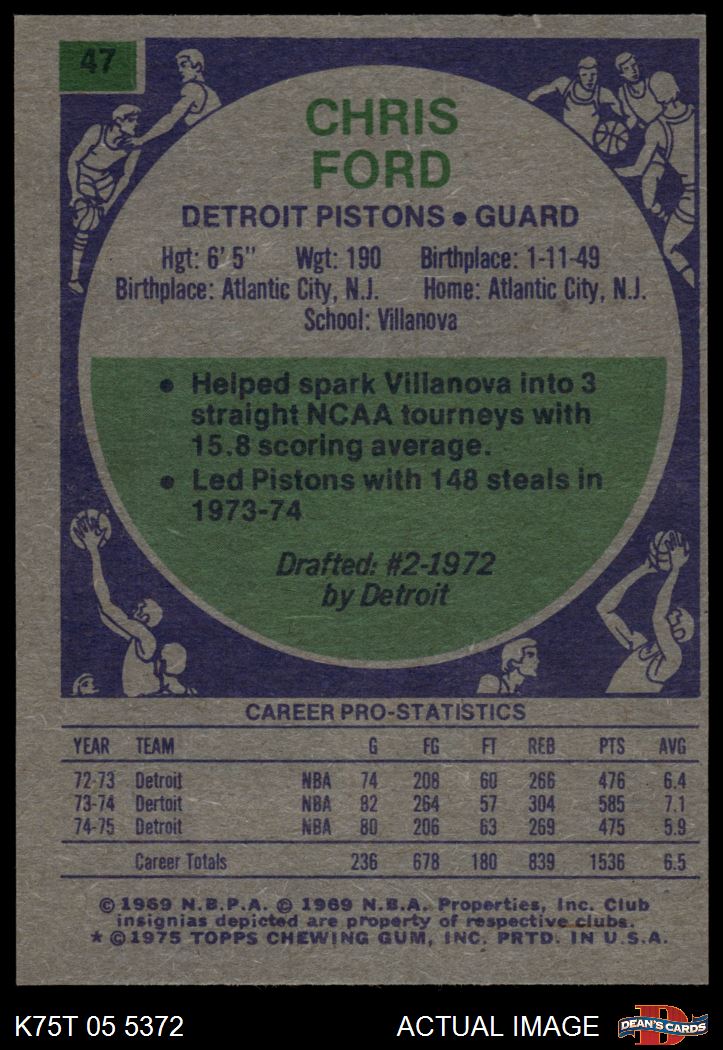 47
CHRIS
FORD
DETROIT PISTONS • GUARD
Hgt: 6' 5" Wgt: 190 Birthplace: 1-11-49
Birthplace: Atlantic City, N.J. Home: Atlantic City, N.J.
School: Villanova
• Helped spark Villanova into 3
straight NCAA tourneys with
15.8 scoring average.
• Led Pistons with 148 steals in
1973-74
Drafted: #2-1972
by Detroit
CAREER PRO-STATISTICS
YEAR TEAM G FG FT REB PTS AVG
72-73 Detroit NBA 74 208 60 266 476 6.4
73-74 Dertoit NBA 82 264 57 304 585 7.1
74-75 Detroit NBA 80 206 63 269 475 5.9
Career Totals 236 678 180 839 1536 6.5
© 1969 N.B.P.A. © 1969 N.B.A. Properties, Inc. Club
insignias depicted are property of respective clubs.
* © 1975 TOPPS CHEWING GUM, INC. PRTD. IN U.S.A.
K75T 05 5372 ACTUAL IMAGE
D
DEAN'S CARDS